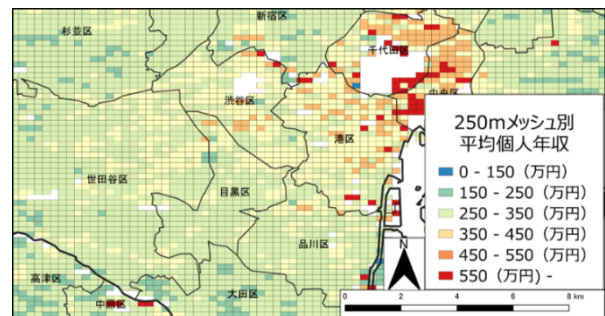 新宿区
杉並区
千代田区
中央区
渋谷区
港区
世田谷区
目黒区
品川区
高津区
中原区
大田区
250mメッシュ別
平均個人年収
0 - 150（万円）
150 - 250（万円）
250 - 350（万円）
350 - 450（万円）
450 - 550（万円）
550（万円）-
N
0 2 4 6 8 km